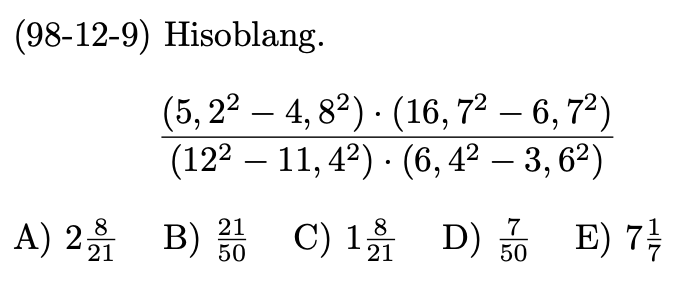 (98-12-9) Hisoblang.
(5, 2² − 4, 8²) · (16, 7² − 6, 7²)
(12² − 11, 4²) · (6, 4² − 3, 6²)
A) 2 8/21 B) 21/50 C) 1 8/21 D) 7/50 E) 7 1/7